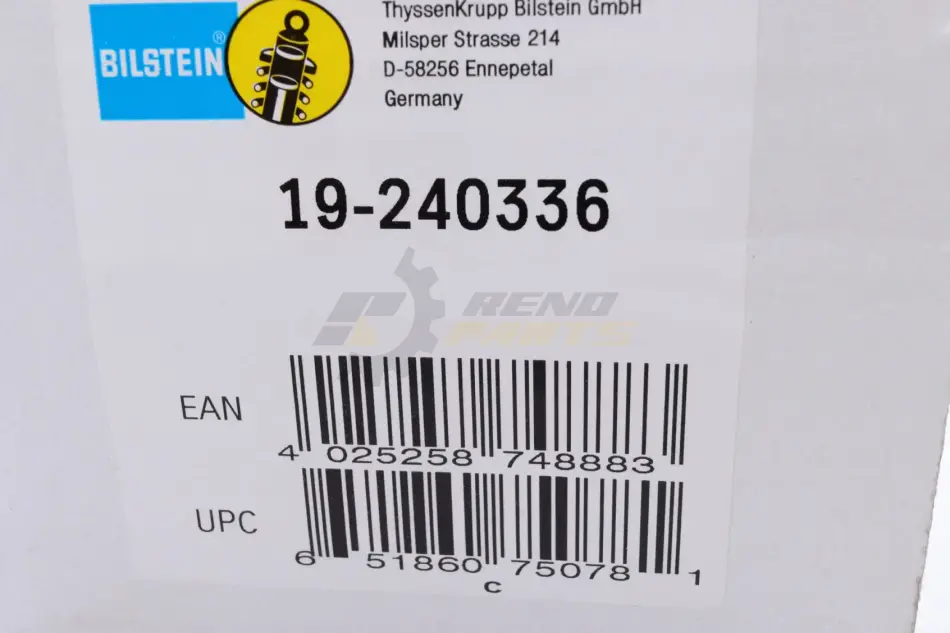 BILSTEIN®
ThyssenKrupp Bilstein GmbH
Milsper Strasse 214
D-58256 Ennepetal
Germany
19-240336
RENO
PARTS
EAN
4 025258 748883
UPC
6 51860 75078 1
c